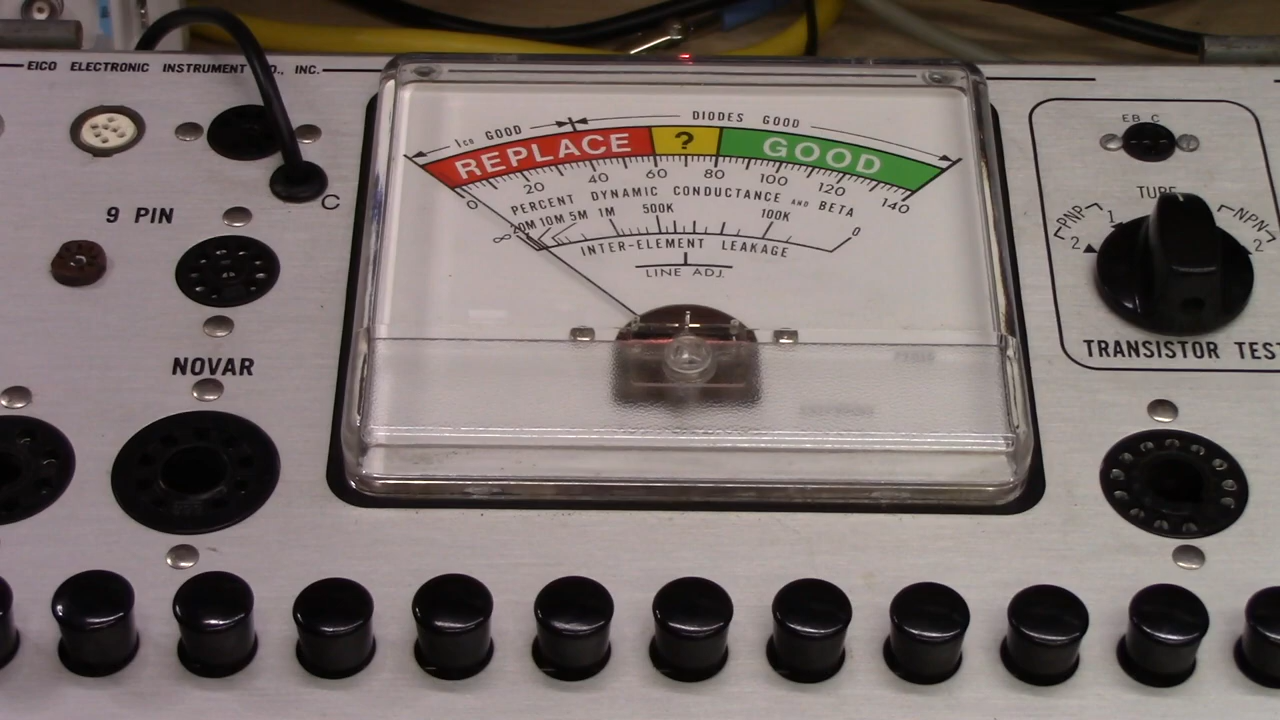 EICO ELECTRONIC INSTRUMENT CO., INC.
9 PIN
C
NOVAR
Ico GOOD
DIODES GOOD
REPLACE ? GOOD
0 20 40 60 80 100 120 140
PERCENT DYNAMIC CONDUCTANCE AND BETA
∞ 20M 10M 5M 1M 500K 100K 0
INTER-ELEMENT LEAKAGE
LINE ADJ.
EB C
TUBE
PNP NPN
1
2 2
TRANSISTOR TEST